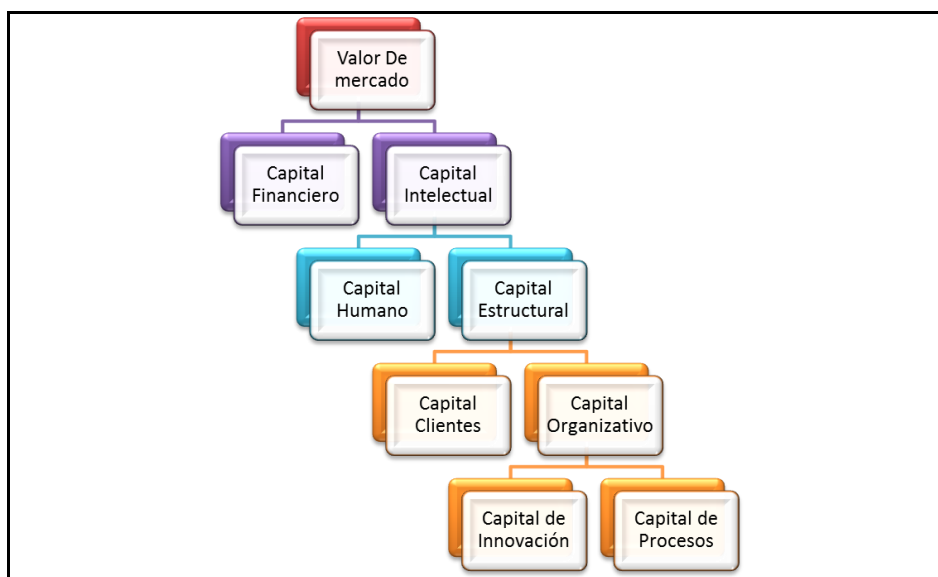 Valor De
mercado
Capital
Financiero
Capital
Intelectual
Capital
Humano
Capital
Estructural
Capital
Clientes
Capital
Organizativo
Capital de
Innovación
Capital de
Procesos